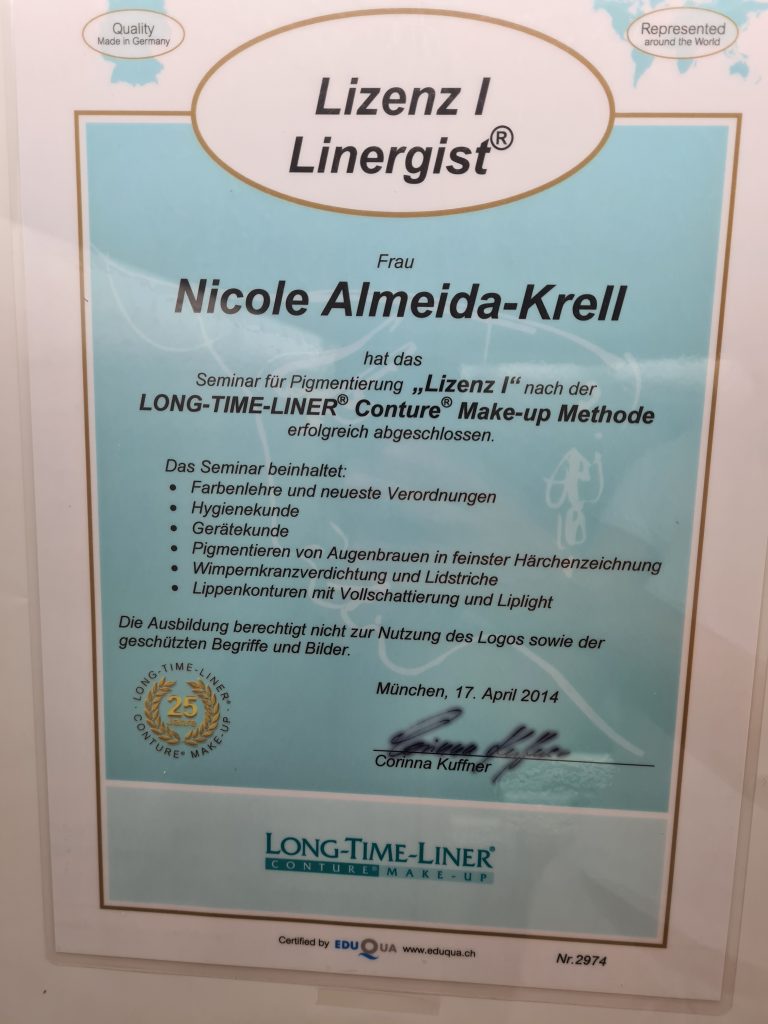 Quality
Made in Germany
Represented
around the World
Lizenz I
Linergist®
Frau
Nicole Almeida-Krell
hat das
Seminar für Pigmentierung „Lizenz I“ nach der
LONG-TIME-LINER® Conture® Make-up Methode
erfolgreich abgeschlossen.
Das Seminar beinhaltet:
• Farbenlehre und neueste Verordnungen
• Hygienekunde
• Gerätekunde
• Pigmentieren von Augenbrauen in feinster Härchenzeichnung
• Wimpernkranzverdichtung und Lidstriche
• Lippenkonturen mit Vollschattierung und Liplight
Die Ausbildung berechtigt nicht zur Nutzung des Logos sowie der
geschützten Begriffe und Bilder.
· LONG-TIME-LINER® ·
25
Jahre
CONTURE® MAKE-UP
München, 17. April 2014
Corinna Kuffner
Corinna Kuffner
LONG-TIME-LINER®
CONTURE® MAKE-UP
Certified by EDUQUA www.eduqua.ch
Nr.2974